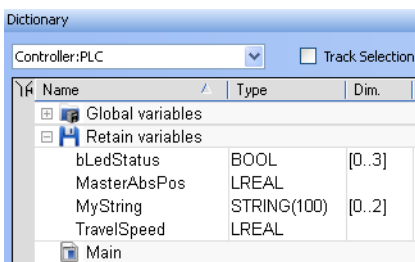 Dictionary
Controller:PLC Track Selection
Name Type Dim.
Global variables
Retain variables
bLedStatus BOOL [0..3]
MasterAbsPos LREAL
MyString STRING(100) [0..2]
TravelSpeed LREAL
Main